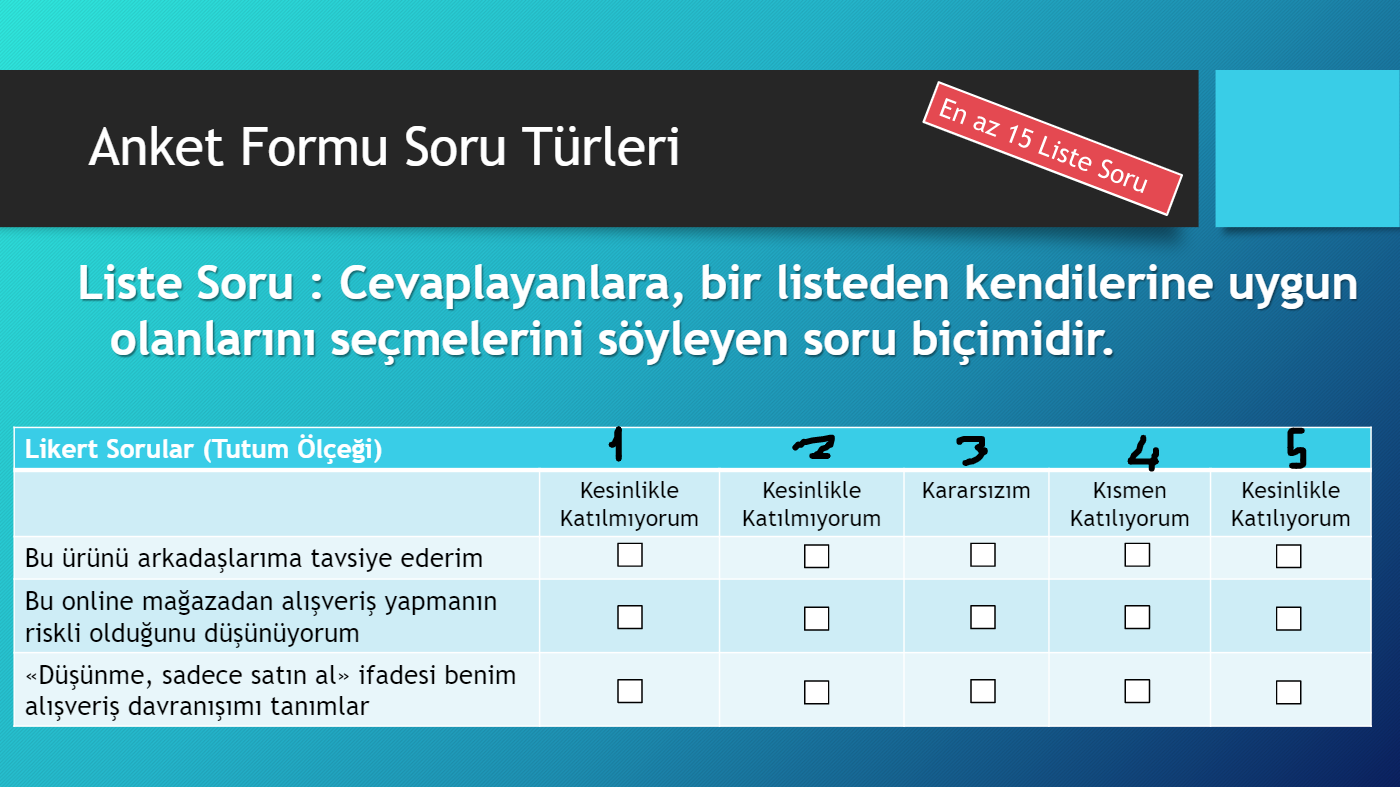 Anket Formu Soru Türleri
En az 15 Liste Soru
Liste Soru : Cevaplayanlara, bir listeden kendilerine uygun
olanlarını seçmelerini söyleyen soru biçimidir.
Likert Sorular (Tutum Ölçeği) 1 2 3 4 5
Kesinlikle Kesinlikle Kararsızım Kısmen Kesinlikle
Katılmıyorum Katılmıyorum Katılıyorum Katılıyorum
Bu ürünü arkadaşlarıma tavsiye ederim
Bu online mağazadan alışveriş yapmanın
riskli olduğunu düşünüyorum
«Düşünme, sadece satın al» ifadesi benim
alışveriş davranışımı tanımlar